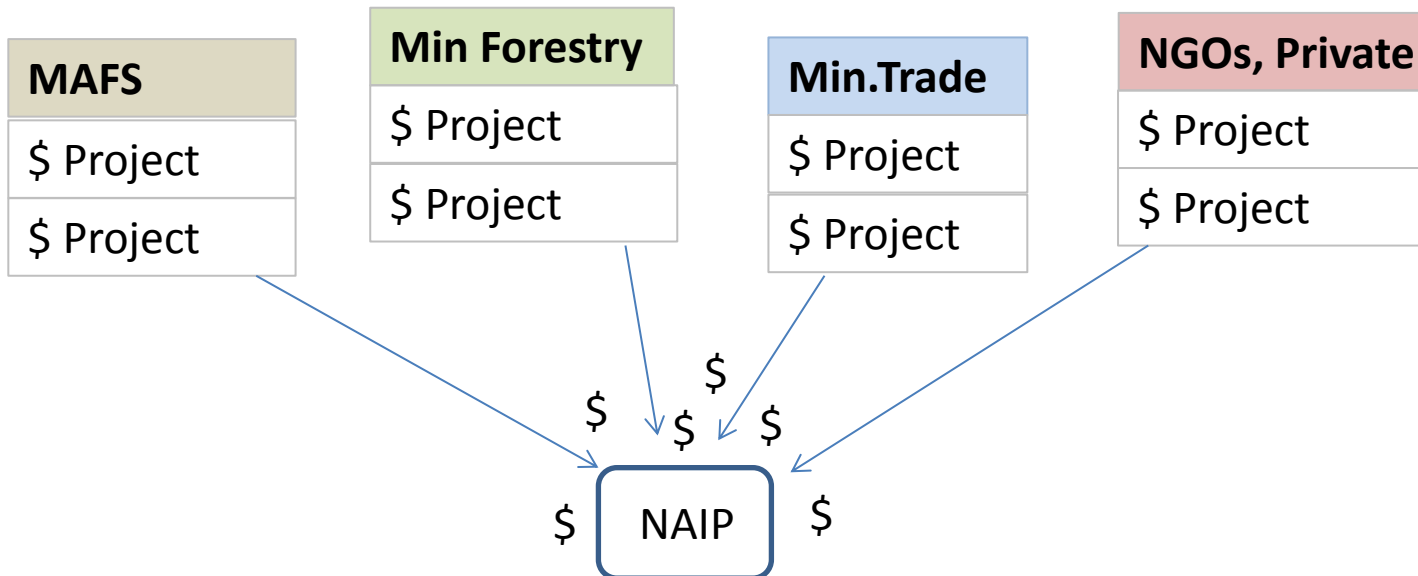 MAFS
$ Project
$ Project
Min Forestry
$ Project
$ Project
Min.Trade
$ Project
$ Project
NGOs, Private
$ Project
$ Project
$
$
$
$
$
NAIP
$